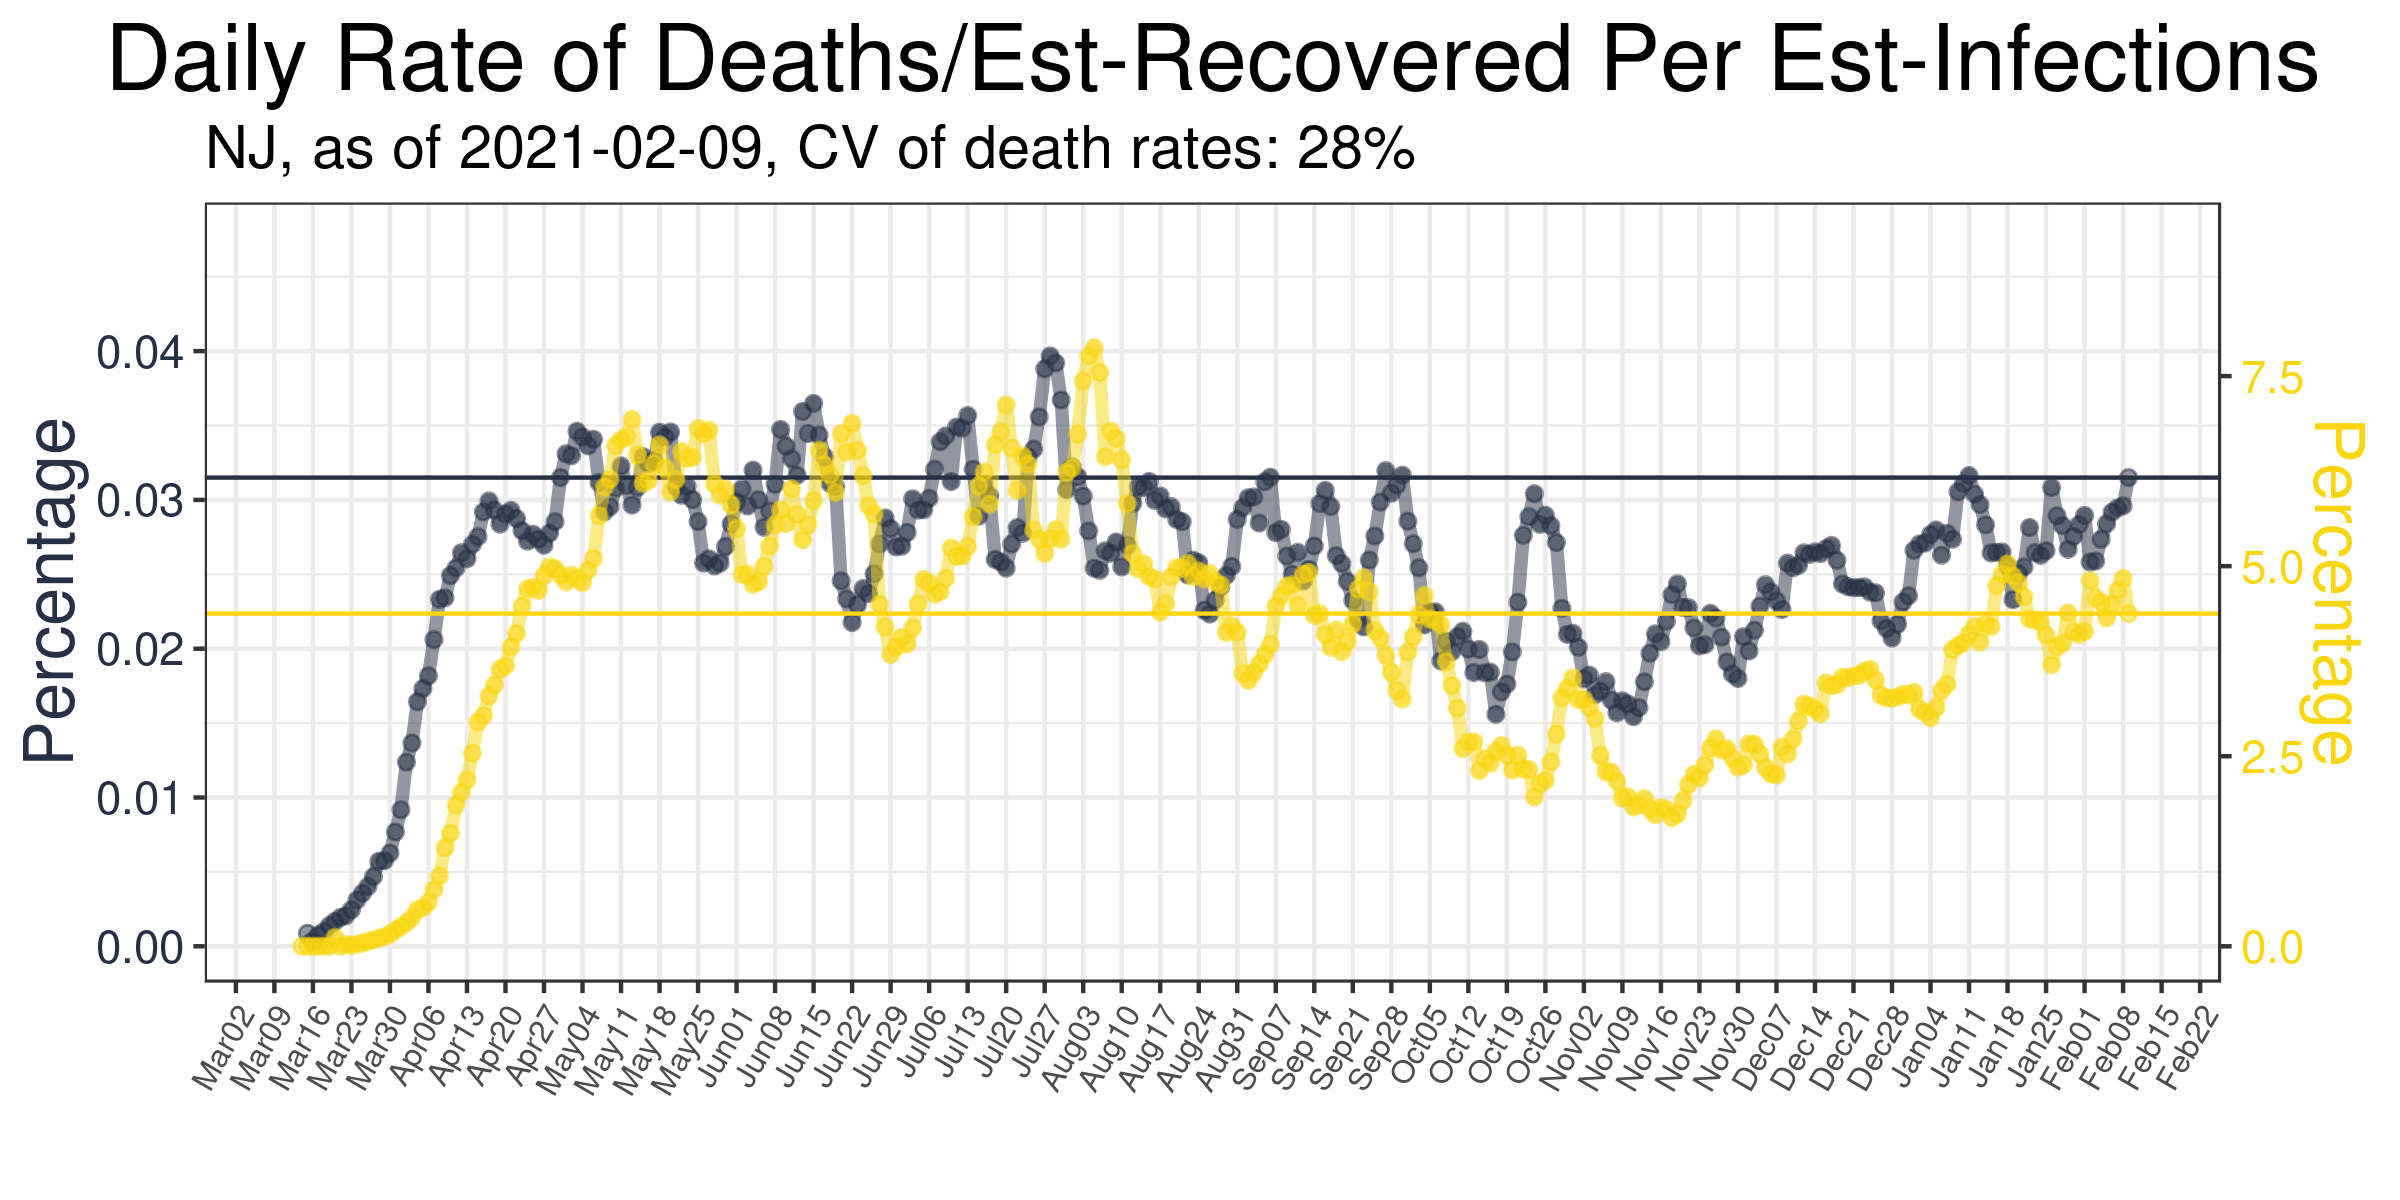 Daily Rate of Deaths/Est-Recovered Per Est-Infections
NJ, as of 2021-02-09, CV of death rates: 28%
Percentage
0.04
0.03
0.02
0.01
0.00
7.5
5.0
2.5
0.0
Percentage
Mar02
Mar09
Mar16
Mar23
Mar30
Apr06
Apr13
Apr20
Apr27
May04
May11
May18
May25
Jun01
Jun08
Jun15
Jun22
Jun29
Jul06
Jul13
Jul20
Jul27
Aug03
Aug10
Aug17
Aug24
Aug31
Sep07
Sep14
Sep21
Sep28
Oct05
Oct12
Oct19
Oct26
Nov02
Nov09
Nov16
Nov23
Nov30
Dec07
Dec14
Dec21
Dec28
Jan04
Jan11
Jan18
Jan25
Feb01
Feb08
Feb15
Feb22